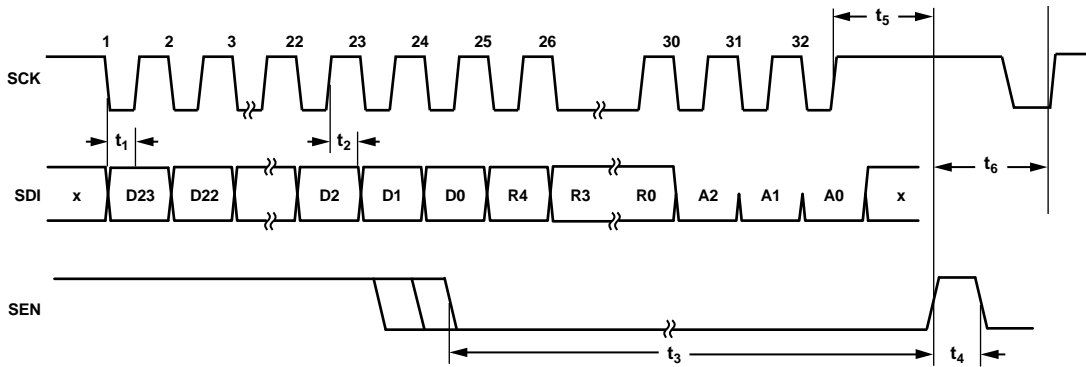 t5
1 2 3 22 23 24 25 26 30 31 32
SCK
t1 t2
t6
SDI x D23 D22 D2 D1 D0 R4 R3 R0 A2 A1 A0 x
SEN
t3 t4